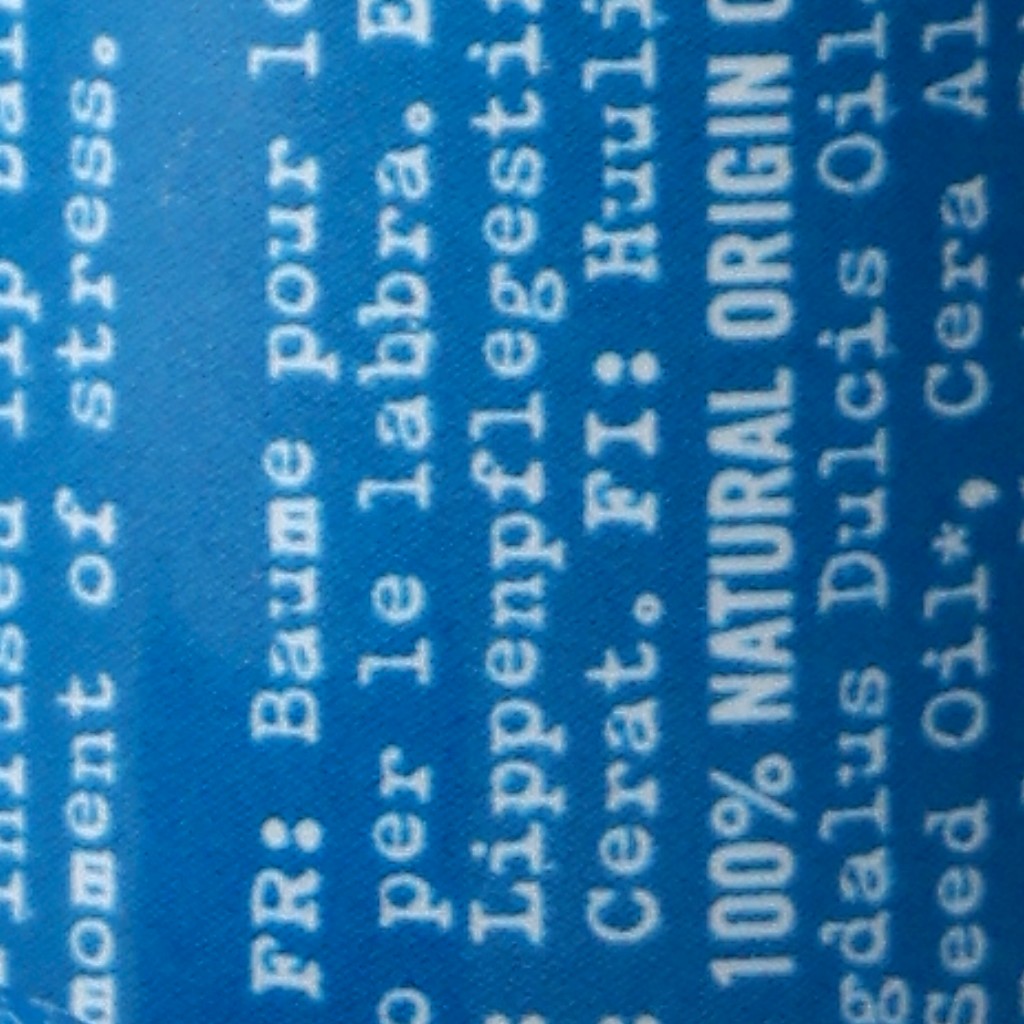 moment of stress.
FR: Baume pour
per le labbra.
Lippenpflegesti
Cerat. FI: Huuli
100% NATURAL ORIGIN
gdalus Dulcis Oil
Seed Oil*, Cera Al